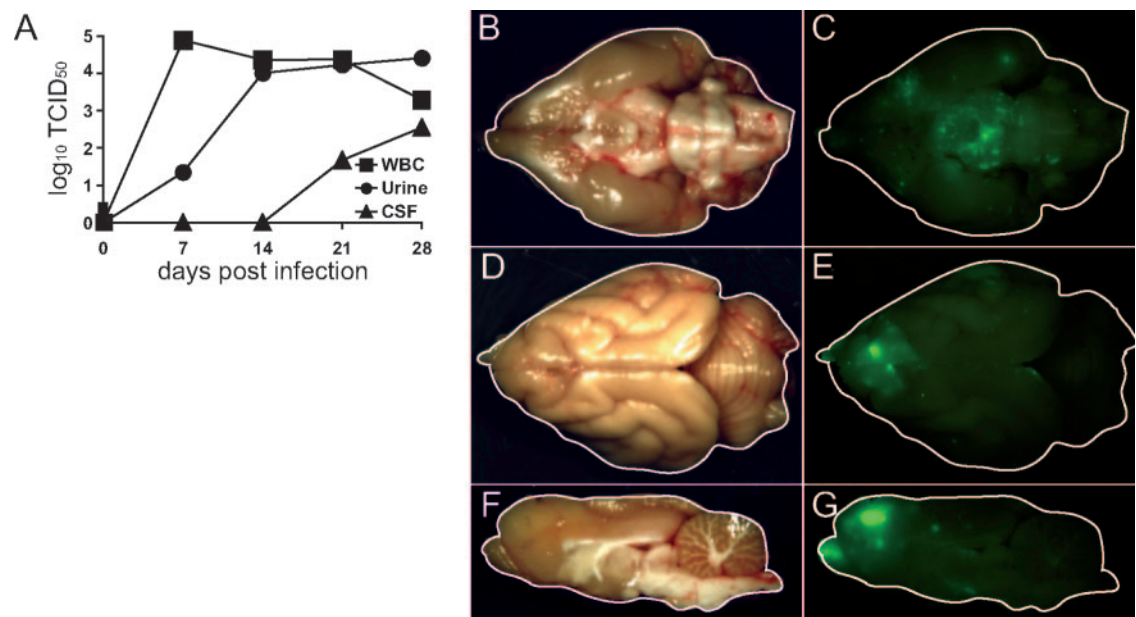 A
5
4
3
2
1
0
log₁₀ TCID₅₀
WBC
Urine
CSF
0 7 14 21 28
days post infection
B
C
D
E
F
G